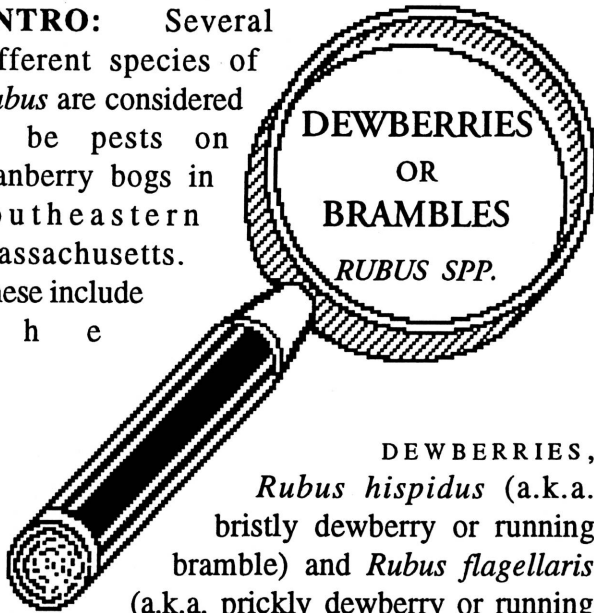 NTRO: Several
fferent species of
ubus are considered
be pests on
anberry bogs in
outheastern
assachusetts.
hese include
h e
DEWBERRIES
OR
BRAMBLES
RUBUS SPP.
DEWBERRIES,
Rubus hispidus (a.k.a.
bristly dewberry or running
bramble) and Rubus flagellaris
(a.k.a. prickly dewberry or running